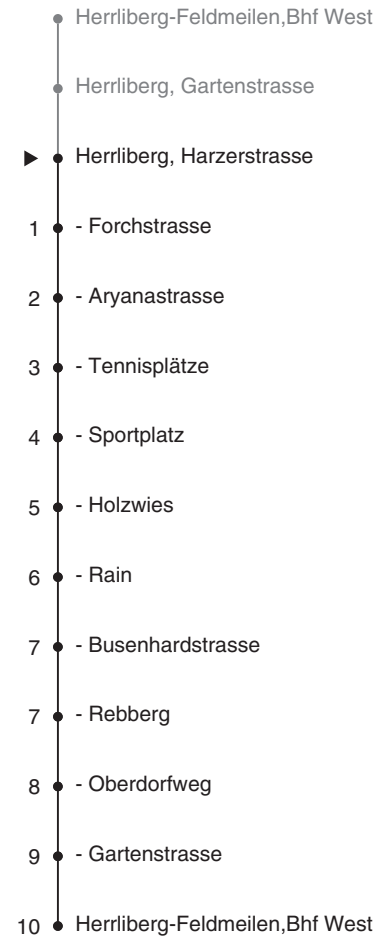 Herrliberg-Feldmeilen,Bhf West
Herrliberg, Gartenstrasse
Herrliberg, Harzerstrasse
1 - Forchstrasse
2 - Aryanastrasse
3 - Tennisplätze
4 - Sportplatz
5 - Holzwies
6 - Rain
7 - Busenhardstrasse
7 - Rebberg
8 - Oberdorfweg
9 - Gartenstrasse
10 Herrliberg-Feldmeilen,Bhf West